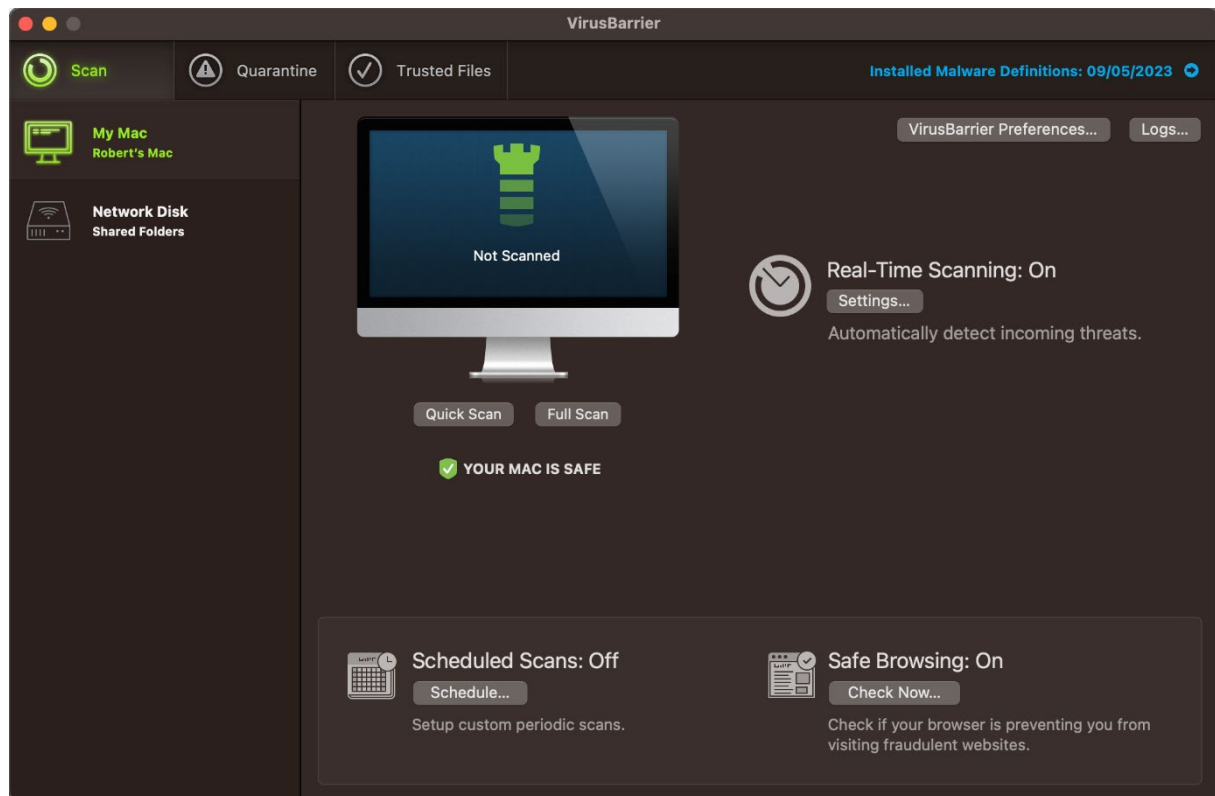 VirusBarrier
Scan
Quarantine
Trusted Files
Installed Malware Definitions: 09/05/2023
My Mac
Robert's Mac
Network Disk
Shared Folders
VirusBarrier Preferences...
Logs...
Not Scanned
Quick Scan
Full Scan
YOUR MAC IS SAFE
Real-Time Scanning: On
Settings...
Automatically detect incoming threats.
Scheduled Scans: Off
Schedule...
Setup custom periodic scans.
Safe Browsing: On
Check Now...
Check if your browser is preventing you from
visiting fraudulent websites.